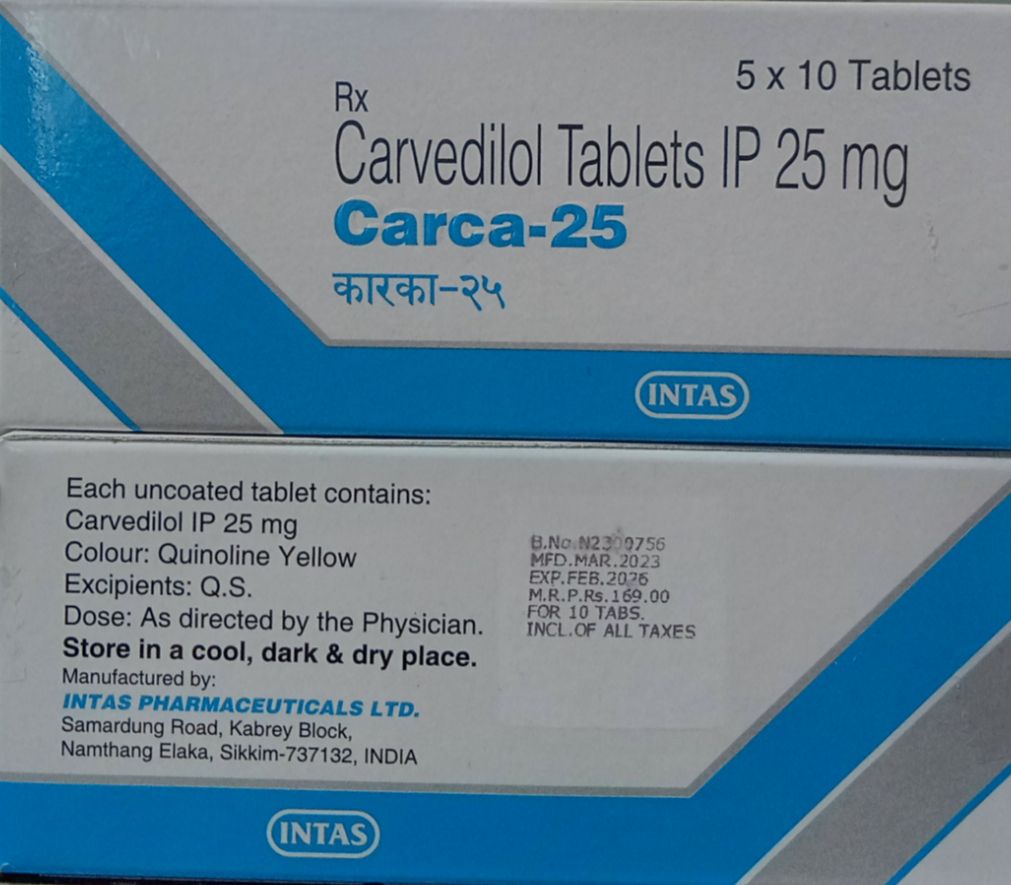 5 x 10 Tablets
Rx
Carvedilol Tablets IP 25 mg
Carca-25
कारका-२५
INTAS
Each uncoated tablet contains:
Carvedilol IP 25 mg
Colour: Quinoline Yellow
Excipients: Q.S.
Dose: As directed by the Physician.
Store in a cool, dark & dry place.
Manufactured by:
INTAS PHARMACEUTICALS LTD.
Samardung Road, Kabrey Block,
Namthang Elaka, Sikkim-737132, INDIA
B.No.N2300756
MFD.MAR.2023
EXP.FEB.2026
M.R.P.Rs.169.00
FOR 10 TABS.
INCL.OF ALL TAXES
INTAS